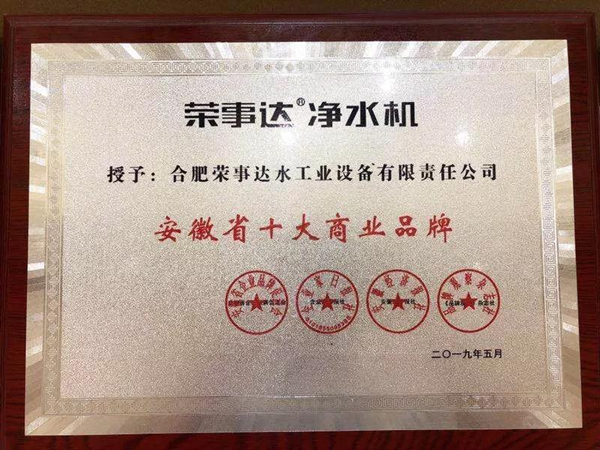 荣事达®净水机
授予：合肥荣事达水工业设备有限责任公司
安徽省十大商业品牌
二〇一九年五月